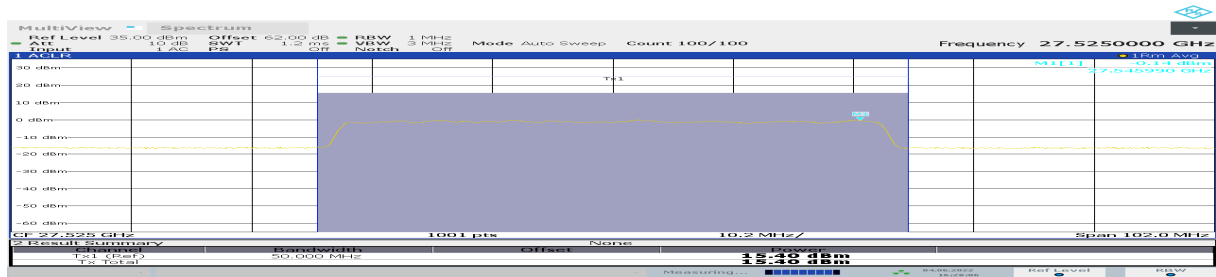 MultiView Spectrum
Ref Level 35.00 dBm Offset 62.00 dB RBW 1 MHz
Att 10 dB SWT 1.2 ms VBW 3 MHz Mode Auto Sweep Count 100/100 Frequency 27.5250000 GHz
Input 1 AC PS Off Notch Off
1 ACLR 1Rm Avg
M1[1] -0.14 dBm
27.545990 GHz
30 dBm
Tx1
20 dBm
10 dBm
M1
0 dBm
-10 dBm
-20 dBm
-30 dBm
-40 dBm
-50 dBm
-60 dBm
CF 27.525 GHz 1001 pts 10.2 MHz/ Span 102.0 MHz
2 Result Summary None
Channel Bandwidth Offset Power
Tx1 (Ref) 50.000 MHz 15.40 dBm
Tx Total 15.40 dBm
Measuring... 04.06.2022 Ref Level RBW